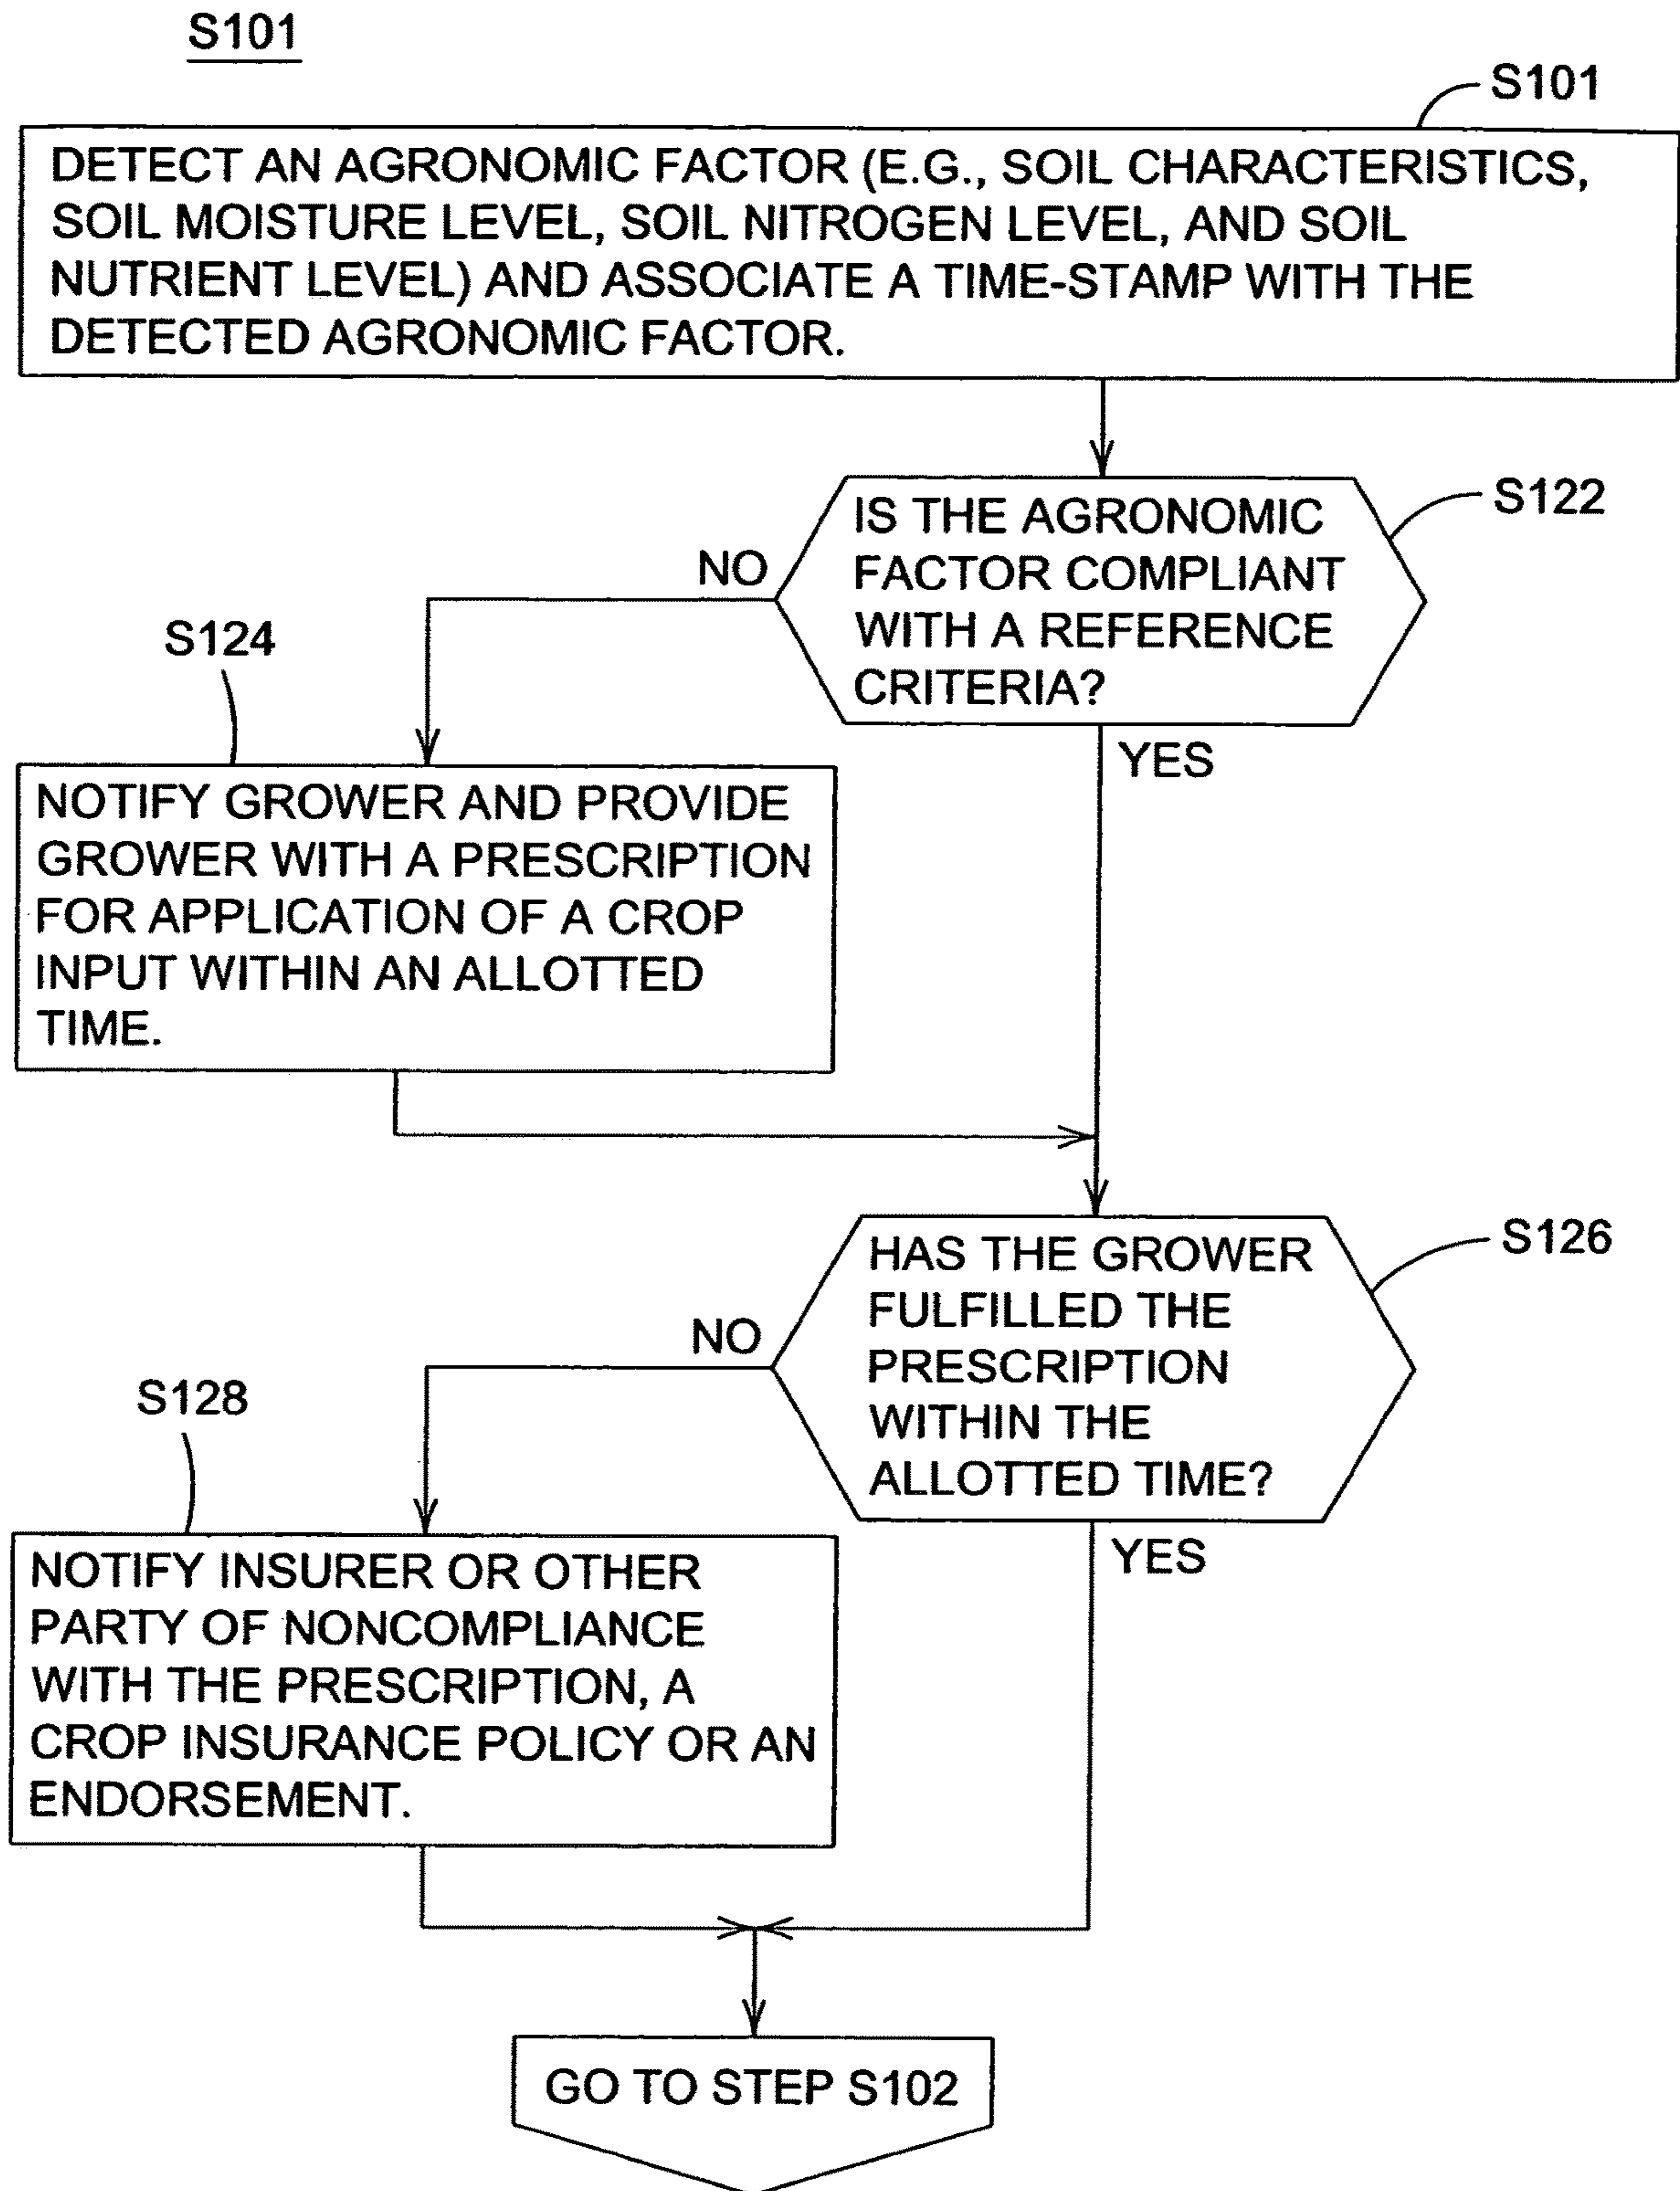 S101
S101
DETECT AN AGRONOMIC FACTOR (E.G., SOIL CHARACTERISTICS,
SOIL MOISTURE LEVEL, SOIL NITROGEN LEVEL, AND SOIL
NUTRIENT LEVEL) AND ASSOCIATE A TIME-STAMP WITH THE
DETECTED AGRONOMIC FACTOR.
S122
IS THE AGRONOMIC
FACTOR COMPLIANT
WITH A REFERENCE
CRITERIA?
NO
YES
S124
NOTIFY GROWER AND PROVIDE
GROWER WITH A PRESCRIPTION
FOR APPLICATION OF A CROP
INPUT WITHIN AN ALLOTTED
TIME.
S126
HAS THE GROWER
FULFILLED THE
PRESCRIPTION
WITHIN THE
ALLOTTED TIME?
NO
YES
S128
NOTIFY INSURER OR OTHER
PARTY OF NONCOMPLIANCE
WITH THE PRESCRIPTION, A
CROP INSURANCE POLICY OR AN
ENDORSEMENT.
GO TO STEP S102